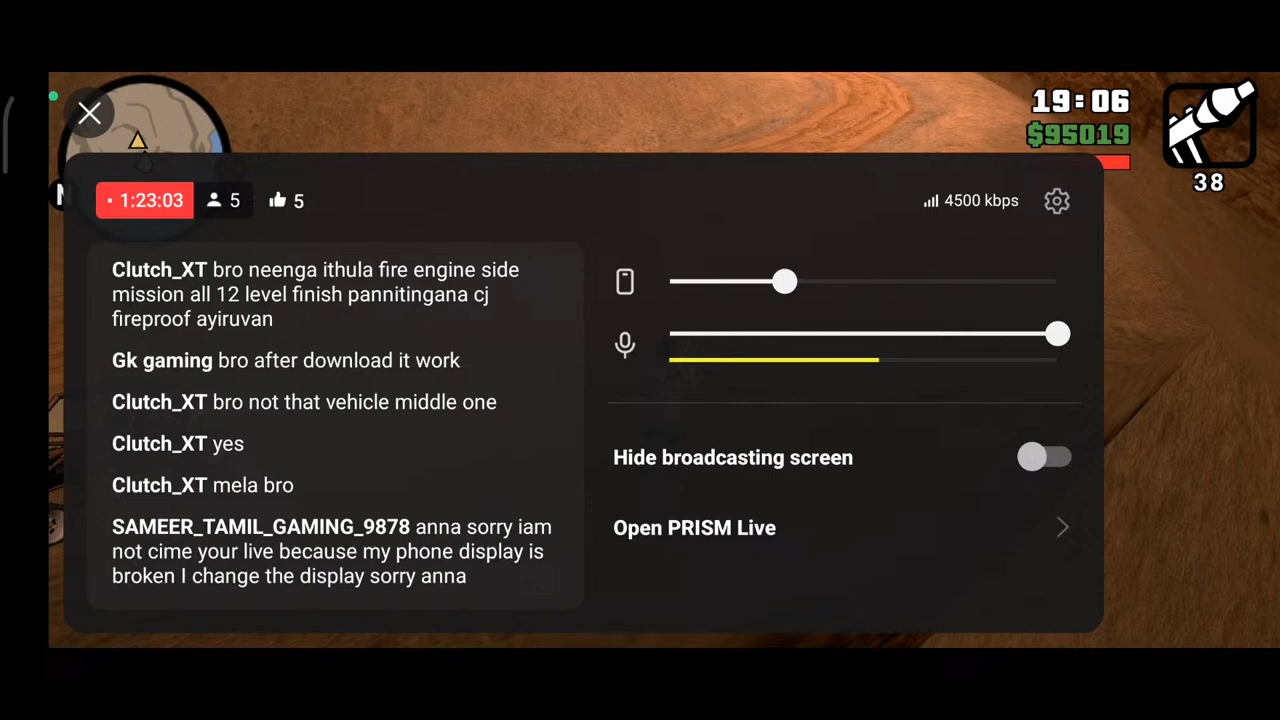 19:06
$95019
38
1:23:03 5 5
4500 kbps
Clutch_XT bro neenga ithula fire engine side
mission all 12 level finish pannitingana cj
fireproof ayiruvan
Gk gaming bro after download it work
Clutch_XT bro not that vehicle middle one
Clutch_XT yes
Clutch_XT mela bro
SAMEER_TAMIL_GAMING_9878 anna sorry iam
not cime your live because my phone display is
broken I change the display sorry anna
Hide broadcasting screen
Open PRISM Live